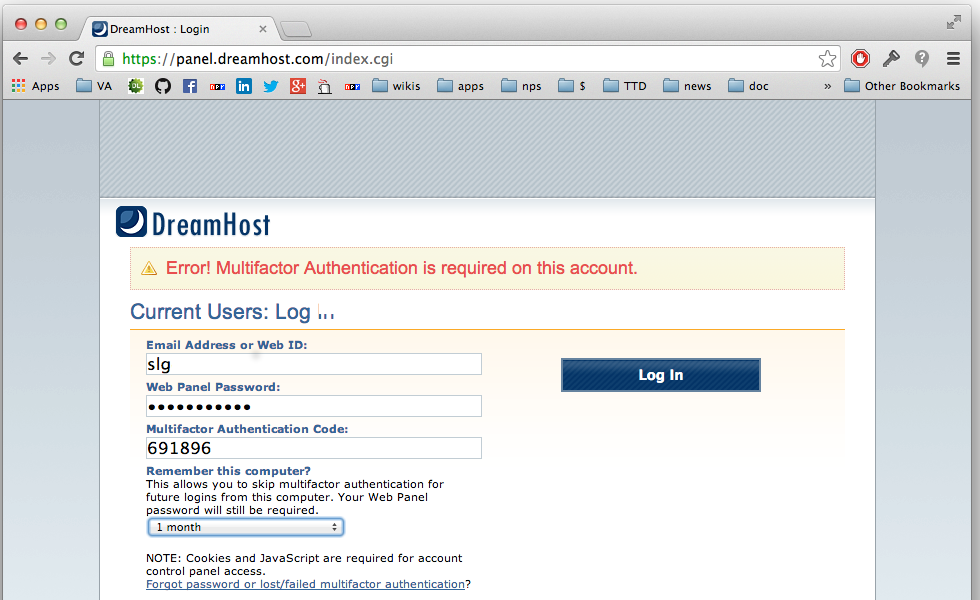 DreamHost : Login
https://panel.dreamhost.com/index.cgi
Apps VA DL npr in g+ npr wikis apps nps $ TTD news doc » Other Bookmarks
DreamHost
Error! Multifactor Authentication is required on this account.
Current Users: Log In
Email Address or Web ID:
slg
Log In
Web Panel Password:
•••••••••••
Multifactor Authentication Code:
691896
Remember this computer?
This allows you to skip multifactor authentication for
future logins from this computer. Your Web Panel
password will still be required.
1 month
NOTE: Cookies and JavaScript are required for account
control panel access.
Forgot password or lost/failed multifactor authentication?